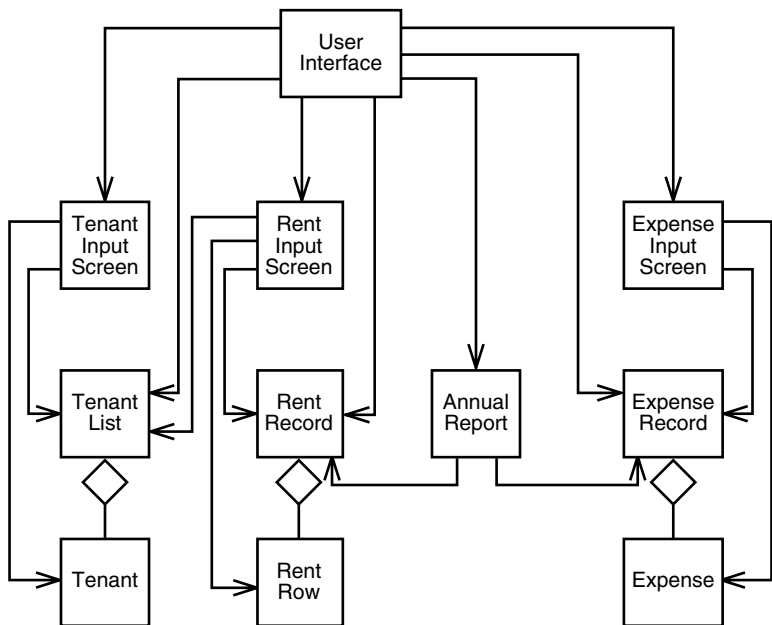 User
Interface
Tenant
Input
Screen
Rent
Input
Screen
Expense
Input
Screen
Tenant
List
Rent
Record
Annual
Report
Expense
Record
Tenant
Rent
Row
Expense